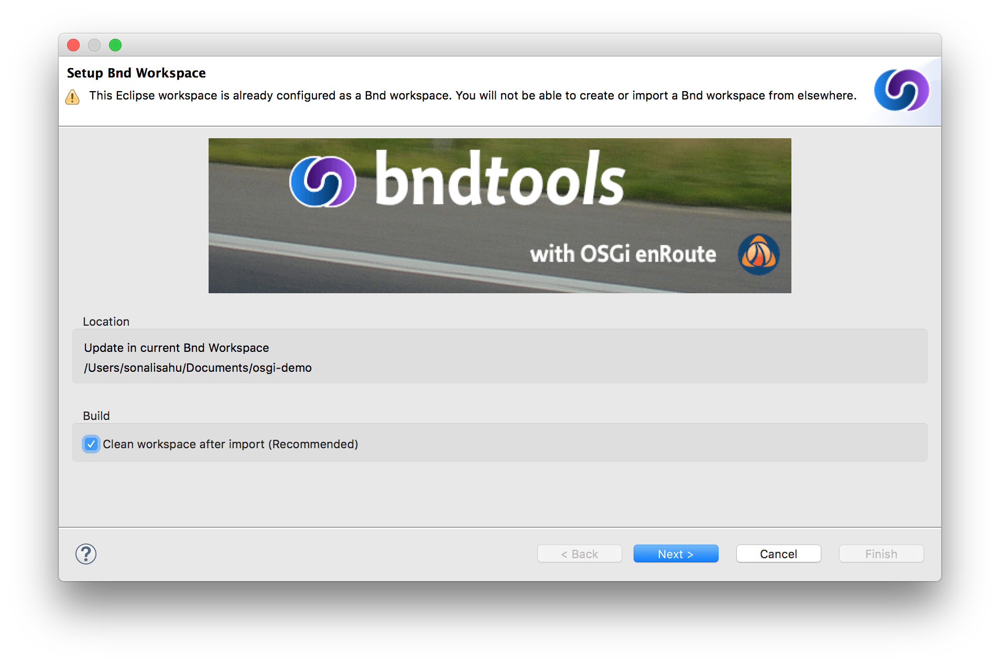 Setup Bnd Workspace
This Eclipse workspace is already configured as a Bnd workspace. You will not be able to create or import a Bnd workspace from elsewhere.
bndtools
with OSGi enRoute
Location
Update in current Bnd Workspace
/Users/sonalisahu/Documents/osgi-demo
Build
Clean workspace after import (Recommended)
?
< Back
Next >
Cancel
Finish